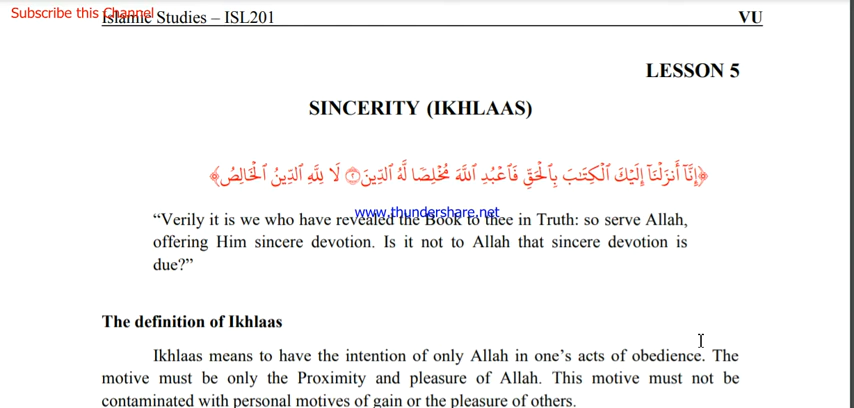 Subscribe this Channel
Islamic Studies – ISL201 VU
LESSON 5
SINCERITY (IKHLAAS)
﴿إِنَّآ أَنزَلْنَآ إِلَيْكَ ٱلْكِتَٰبَ بِٱلْحَقِّ فَٱعْبُدِ ٱللَّهَ مُخْلِصًا لَّهُ ٱلدِّينَ ۝٢ لَا لِلَّهِ ٱلدِّينُ ٱلْخَالِصُ﴾
www.thundershare.net
“Verily it is we who have revealed the Book to thee in Truth: so serve Allah,
offering Him sincere devotion. Is it not to Allah that sincere devotion is
due?”
The definition of Ikhlaas
Ikhlaas means to have the intention of only Allah in one’s acts of obedience. The
motive must be only the Proximity and pleasure of Allah. This motive must not be
contaminated with personal motives of gain or the pleasure of others.